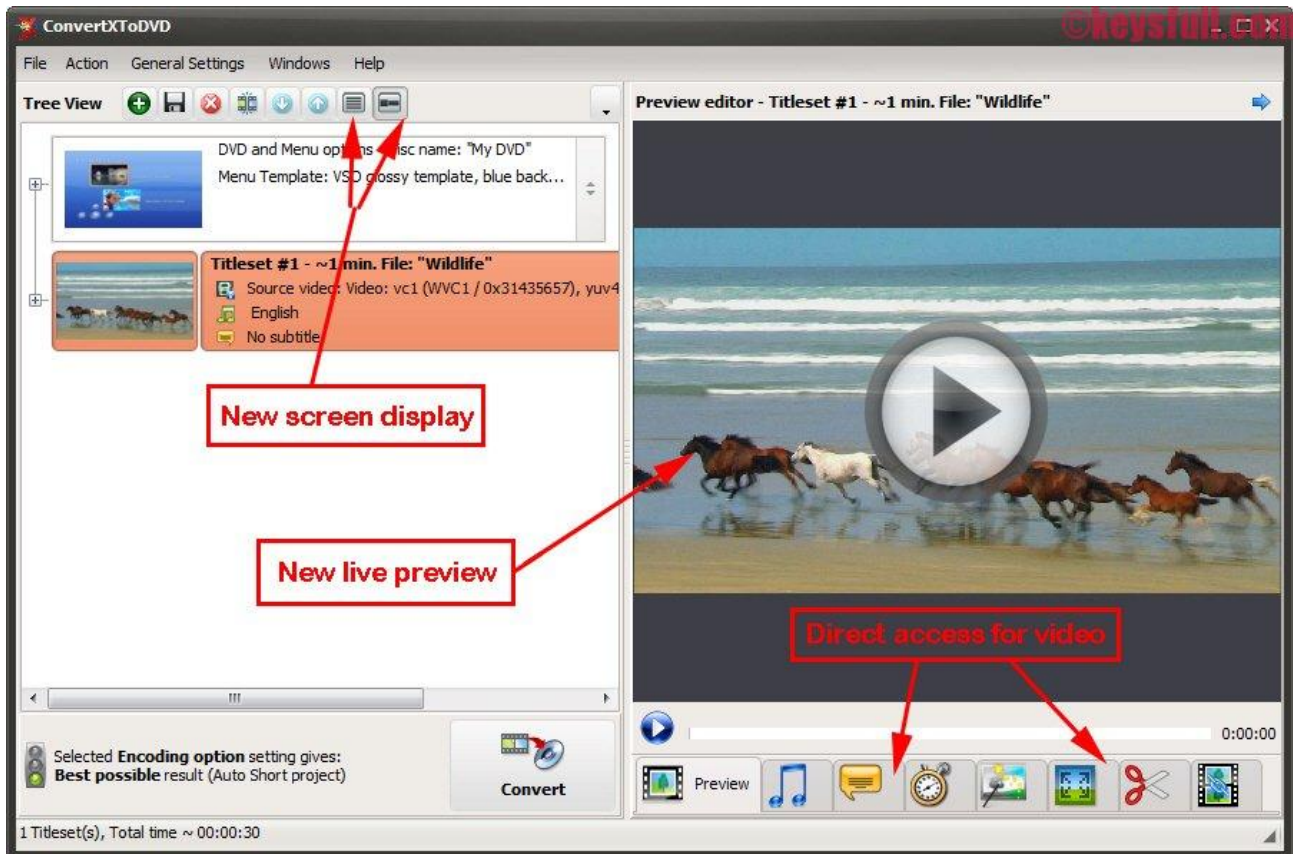 ConvertXToDVD
©keysfull.com
File Action General Settings Windows Help
Tree View
Preview editor - Titleset #1 - ~1 min. File: "Wildlife"
DVD and Menu options isc name: "My DVD"
Menu Template: VSO glossy template, blue back...
Titleset #1 - ~1 min. File: "Wildlife"
Source video: Video: vc1 (WVC1 / 0x31435657), yuv4
English
No subtitle
New screen display
New live preview
Direct access for video
0:00:00
Selected Encoding option setting gives:
Best possible result (Auto Short project)
Convert
Preview
1 Titleset(s), Total time ~ 00:00:30